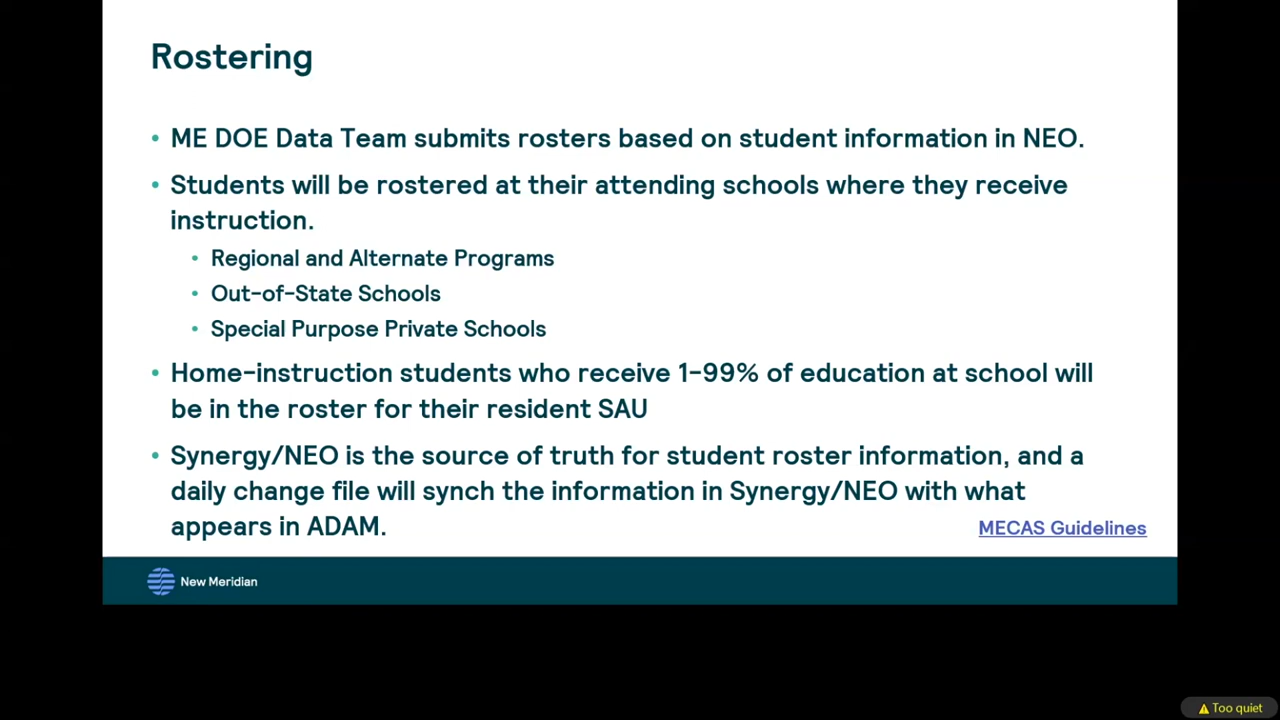 Rostering
• ME DOE Data Team submits rosters based on student information in NEO.
• Students will be rostered at their attending schools where they receive
instruction.
• Regional and Alternate Programs
• Out-of-State Schools
• Special Purpose Private Schools
• Home-instruction students who receive 1-99% of education at school will
be in the roster for their resident SAU
• Synergy/NEO is the source of truth for student roster information, and a
daily change file will synch the information in Synergy/NEO with what
appears in ADAM.
MECAS Guidelines
New Meridian
Too quiet